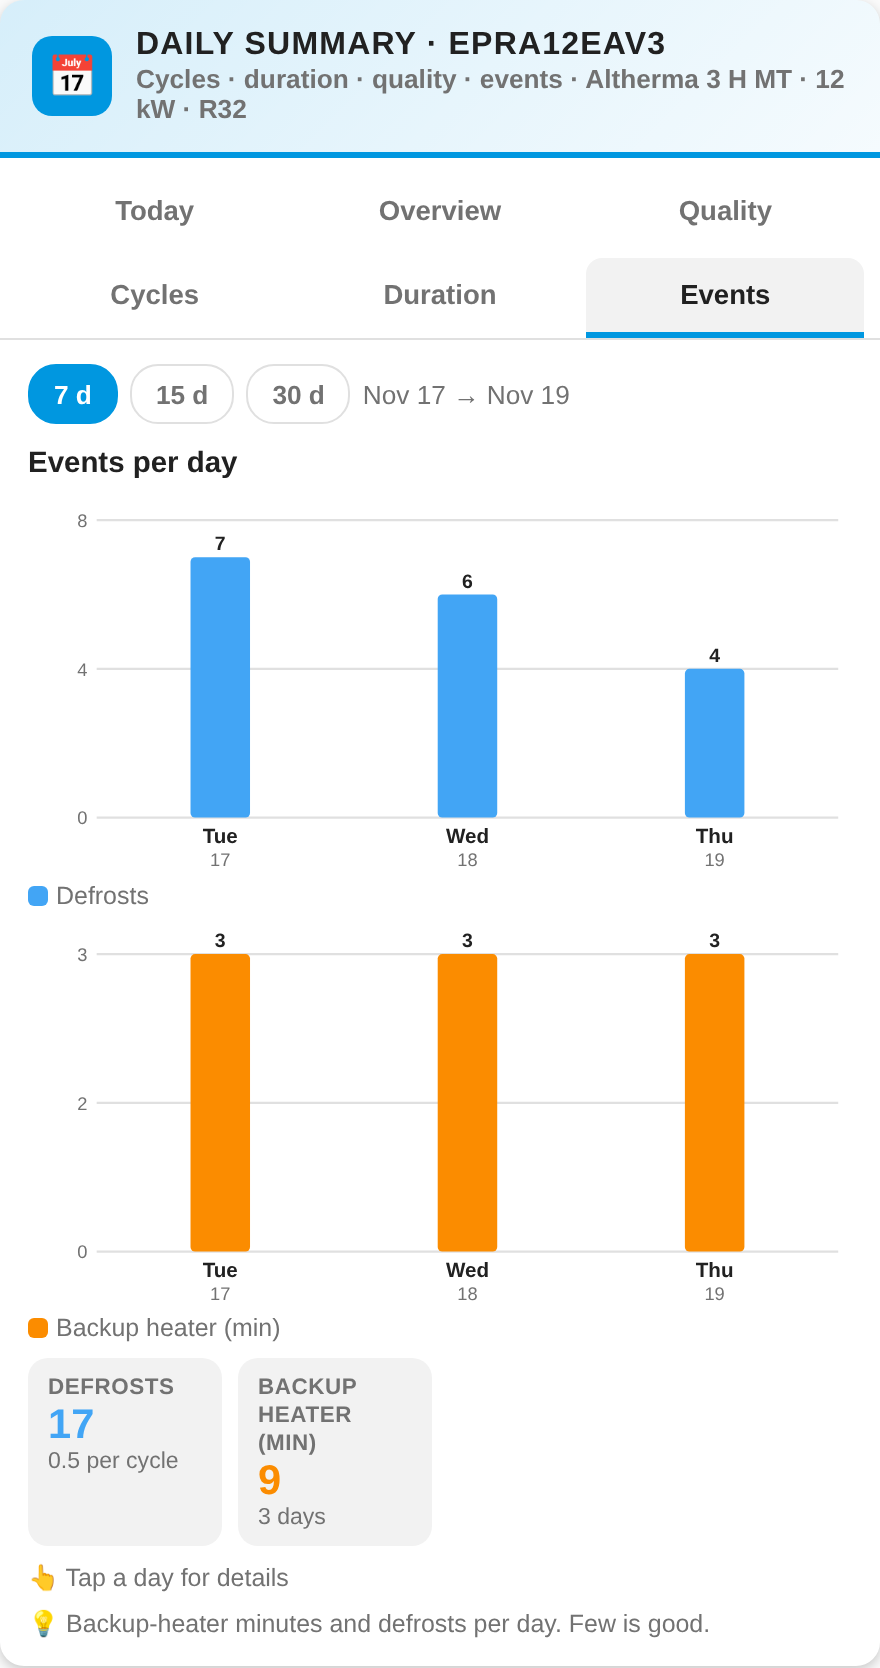 July
17
DAILY SUMMARY · EPRA12EAV3
Cycles · duration · quality · events · Altherma 3 H MT · 12
kW · R32
Today Overview Quality
Cycles Duration Events
7 d 15 d 30 d Nov 17 → Nov 19
Events per day
8
7
6
4
4
0
Tue Wed Thu
17 18 19
Defrosts
3 3 3
3
2
0
Tue Wed Thu
17 18 19
Backup heater (min)
DEFROSTS
17
0.5 per cycle
BACKUP
HEATER
(MIN)
9
3 days
👆 Tap a day for details
💡 Backup-heater minutes and defrosts per day. Few is good.